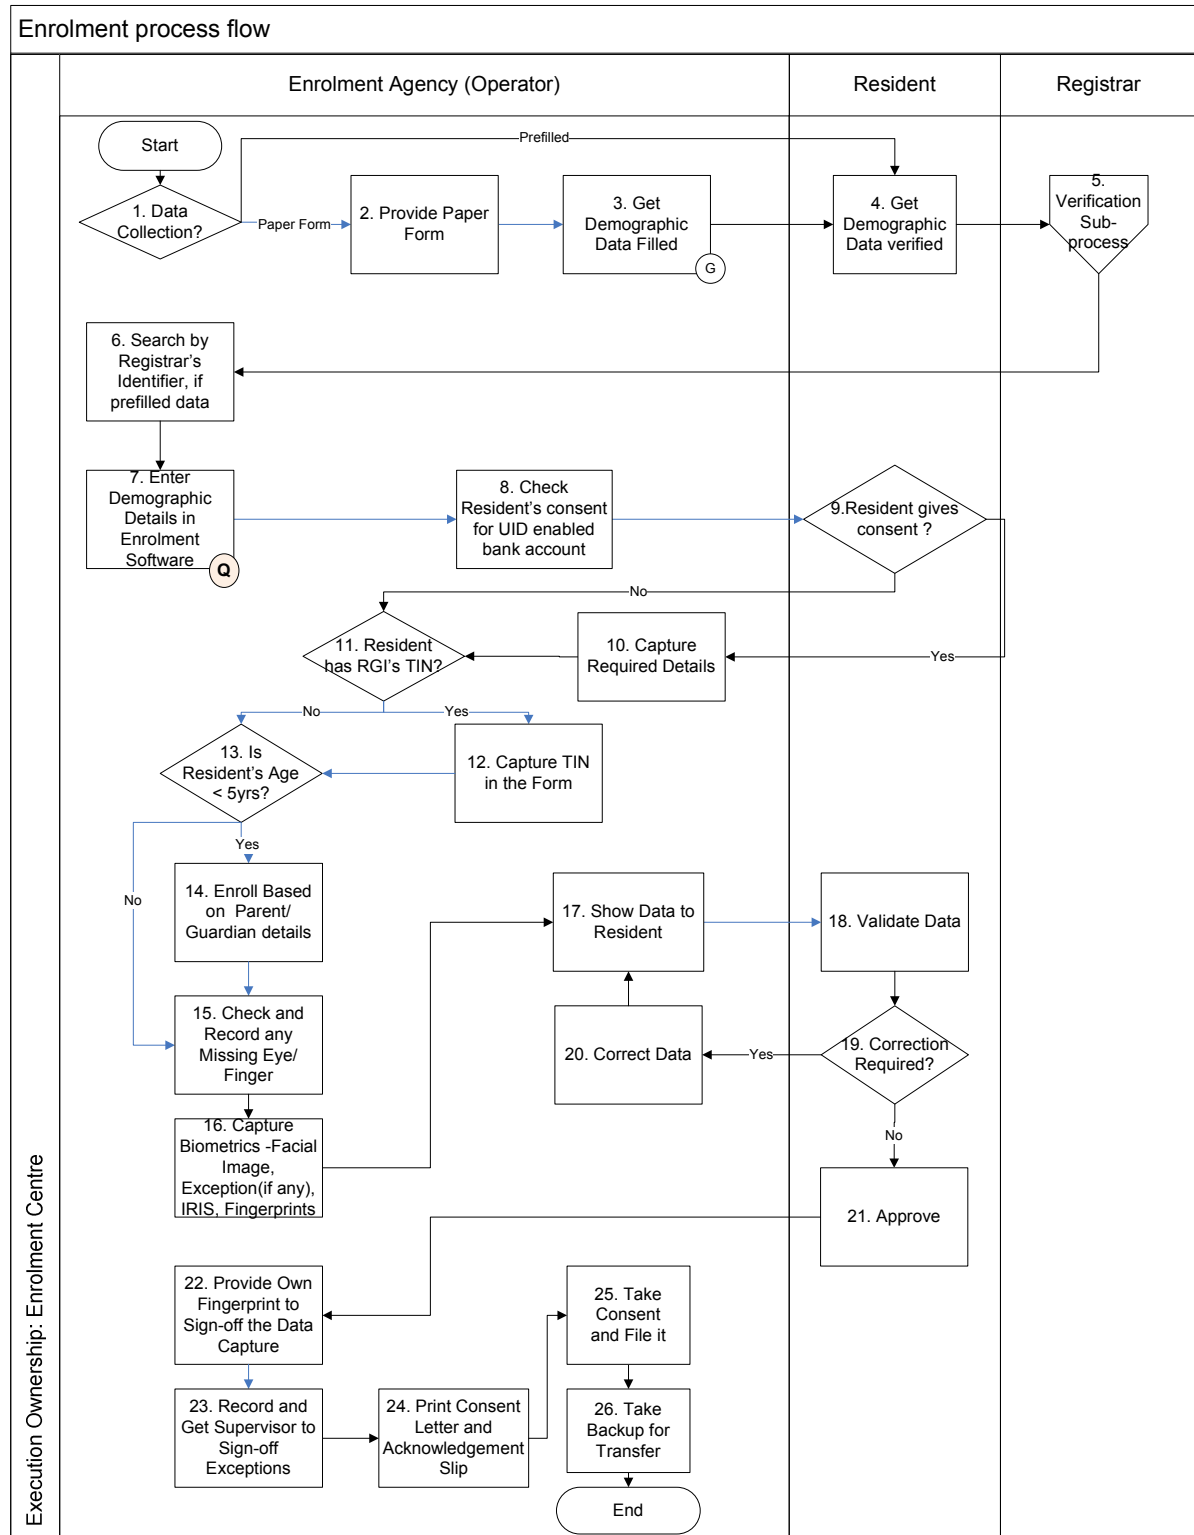 Enrolment process flow
Enrolment Agency (Operator)
Resident
Registrar
Execution Ownership: Enrolment Centre
Start
Prefilled
1. Data
Collection?
Paper Form
2. Provide Paper
Form
3. Get
Demographic
Data Filled
G
4. Get
Demographic
Data verified
5.
Verification
Sub-
process
6. Search by
Registrar's
Identifier, if
prefilled data
7. Enter
Demographic
Details in
Enrolment
Software
Q
8. Check
Resident's consent
for UID enabled
bank account
9.Resident gives
consent ?
No
Yes
10. Capture
Required Details
11. Resident
has RGI's TIN?
No
Yes
12. Capture TIN
in the Form
13. Is
Resident's Age
< 5yrs?
Yes
No
14. Enroll Based
on Parent/
Guardian details
15. Check and
Record any
Missing Eye/
Finger
16. Capture
Biometrics -Facial
Image,
Exception(if any),
IRIS, Fingerprints
17. Show Data to
Resident
18. Validate Data
19. Correction
Required?
Yes
20. Correct Data
No
21. Approve
22. Provide Own
Fingerprint to
Sign-off the Data
Capture
23. Record and
Get Supervisor to
Sign-off
Exceptions
24. Print Consent
Letter and
Acknowledgement
Slip
25. Take
Consent
and File it
26. Take
Backup for
Transfer
End